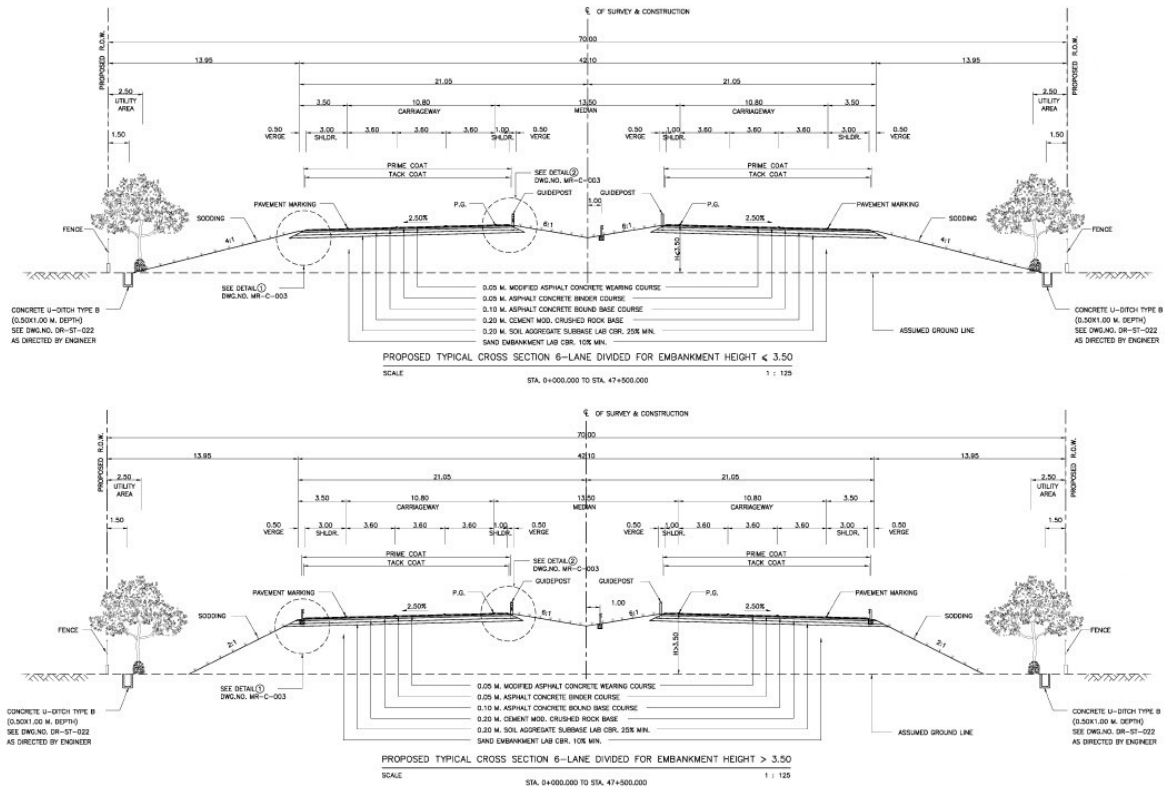 ℄ OF SURVEY & CONSTRUCTION
PROPOSED R.O.W.
PROPOSED R.O.W.
70.00
13.95 42.10 13.95
21.05 21.05
2.50
UTILITY
AREA
3.50 10.80 13.50 10.80 3.50
CARRIAGEWAY MEDIAN CARRIAGEWAY
2.50
UTILITY
AREA
1.50
0.50
VERGE
3.00
SHLDR.
3.60 3.60 3.60
1.00
SHLDR.
0.50
VERGE
0.50
VERGE
1.00
SHLDR.
3.60 3.60 3.60
3.00
SHLDR.
0.50
VERGE
1.50
PRIME COAT
TACK COAT
SEE DETAIL ②
DWG.NO. MR-C-003
PRIME COAT
TACK COAT
GUIDEPOST
GUIDEPOST
PAVEMENT MARKING
P.G.
1.00
P.G.
PAVEMENT MARKING
SODDING
2.50%
2.50%
SODDING
4:1
6:1
6:1
4:1
FENCE
H≤3.50
FENCE
SEE DETAIL ①
DWG.NO. MR-C-003
0.05 M. MODIFIED ASPHALT CONCRETE WEARING COURSE
0.05 M. ASPHALT CONCRETE BINDER COURSE
0.10 M. ASPHALT CONCRETE BOUND BASE COURSE
0.20 M. CEMENT MOD. CRUSHED ROCK BASE
0.20 M. SOIL AGGREGATE SUBBASE LAB CBR. 25% MIN.
SAND EMBANKMENT LAB CBR. 10% MIN.
ASSUMED GROUND LINE
CONCRETE U-DITCH TYPE B
(0.50X1.00 M. DEPTH)
SEE DWG.NO. DR-ST-022
AS DIRECTED BY ENGINEER
CONCRETE U-DITCH TYPE B
(0.50X1.00 M. DEPTH)
SEE DWG.NO. DR-ST-022
AS DIRECTED BY ENGINEER
PROPOSED TYPICAL CROSS SECTION 6-LANE DIVIDED FOR EMBANKMENT HEIGHT ≤ 3.50
SCALE 1 : 125
STA. 0+000.000 TO STA. 47+500.000
℄ OF SURVEY & CONSTRUCTION
PROPOSED R.O.W.
PROPOSED R.O.W.
70.00
13.95 42.10 13.95
21.05 21.05
2.50
UTILITY
AREA
3.50 10.80 13.50 10.80 3.50
CARRIAGEWAY MEDIAN CARRIAGEWAY
2.50
UTILITY
AREA
1.50
0.50
VERGE
3.00
SHLDR.
3.60 3.60 3.60
1.00
SHLDR.
0.50
VERGE
0.50
VERGE
1.00
SHLDR.
3.60 3.60 3.60
3.00
SHLDR.
0.50
VERGE
1.50
PRIME COAT
TACK COAT
SEE DETAIL ②
DWG.NO. MR-C-003
PRIME COAT
TACK COAT
GUIDEPOST
GUIDEPOST
PAVEMENT MARKING
P.G.
1.00
P.G.
PAVEMENT MARKING
SODDING
2.50%
2.50%
SODDING
2:1
6:1
6:1
2:1
FENCE
H>3.50
FENCE
SEE DETAIL ①
DWG.NO. MR-C-003
0.05 M. MODIFIED ASPHALT CONCRETE WEARING COURSE
0.05 M. ASPHALT CONCRETE BINDER COURSE
0.10 M. ASPHALT CONCRETE BOUND BASE COURSE
0.20 M. CEMENT MOD. CRUSHED ROCK BASE
0.20 M. SOIL AGGREGATE SUBBASE LAB CBR. 25% MIN.
SAND EMBANKMENT LAB CBR. 10% MIN.
ASSUMED GROUND LINE
CONCRETE U-DITCH TYPE B
(0.50X1.00 M. DEPTH)
SEE DWG.NO. DR-ST-022
AS DIRECTED BY ENGINEER
CONCRETE U-DITCH TYPE B
(0.50X1.00 M. DEPTH)
SEE DWG.NO. DR-ST-022
AS DIRECTED BY ENGINEER
PROPOSED TYPICAL CROSS SECTION 6-LANE DIVIDED FOR EMBANKMENT HEIGHT > 3.50
SCALE 1 : 125
STA. 0+000.000 TO STA. 47+500.000